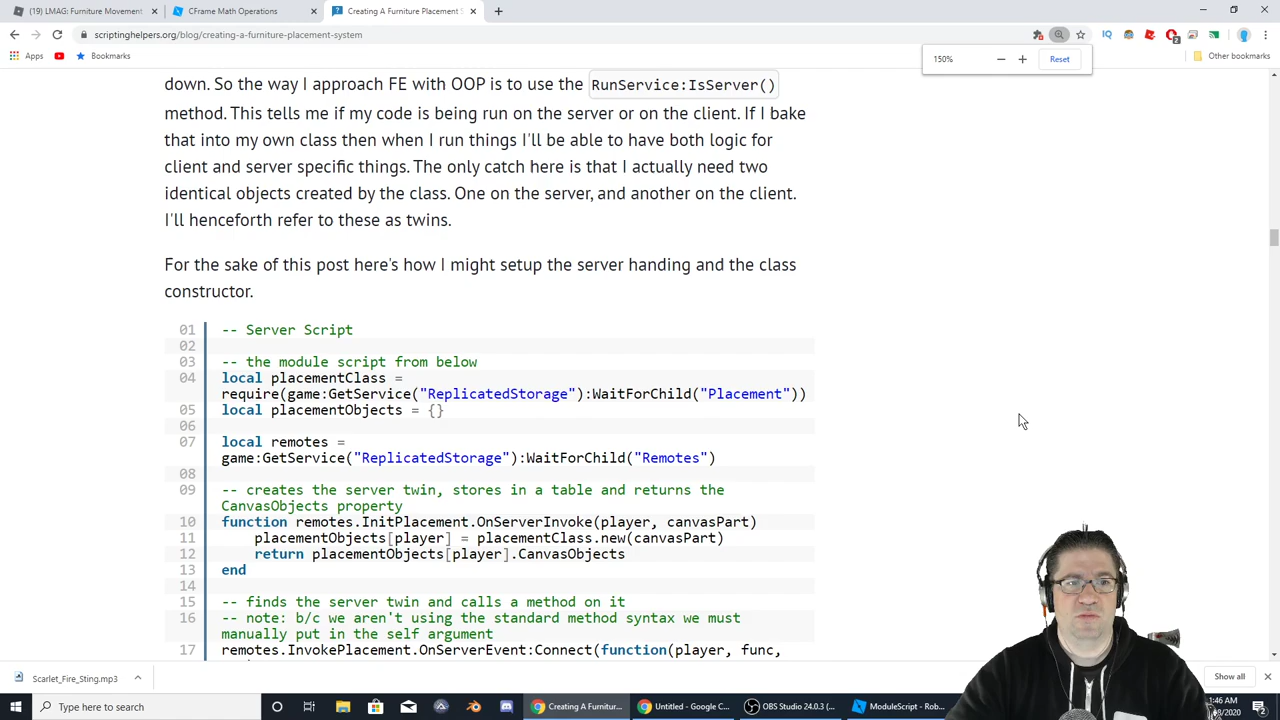 (19) LMAG: Furniture Movement
CFrame Math Operations
Creating A Furniture Placement S
scriptinghelpers.org/blog/creating-a-furniture-placement-system
Apps
Bookmarks
Other bookmarks
150%
Reset
down. So the way I approach FE with OOP is to use the RunService:IsServer()
method. This tells me if my code is being run on the server or on the client. If I bake
that into my own class then when I run things I'll be able to have both logic for
client and server specific things. The only catch here is that I actually need two
identical objects created by the class. One on the server, and another on the client.
I'll henceforth refer to these as twins.
For the sake of this post here's how I might setup the server handing and the class
constructor.
01 -- Server Script
02
03 -- the module script from below
04 local placementClass =
require(game:GetService("ReplicatedStorage"):WaitForChild("Placement"))
05 local placementObjects = {}
06
07 local remotes =
game:GetService("ReplicatedStorage"):WaitForChild("Remotes")
08
09 -- creates the server twin, stores in a table and returns the
CanvasObjects property
10 function remotes.InitPlacement.OnServerInvoke(player, canvasPart)
11 placementObjects[player] = placementClass.new(canvasPart)
12 return placementObjects[player].CanvasObjects
13 end
14
15 -- finds the server twin and calls a method on it
16 -- note: b/c we aren't using the standard method syntax we must
manually put in the self argument
17 remotes.InvokePlacement.OnServerEvent:Connect(function(player, func,
Scarlet_Fire_Sting.mp3
Show all
Type here to search
Creating A Furnitur...
Untitled - Google C...
OBS Studio 24.0.3 (...
ModuleScript - Rob...
1:46 AM